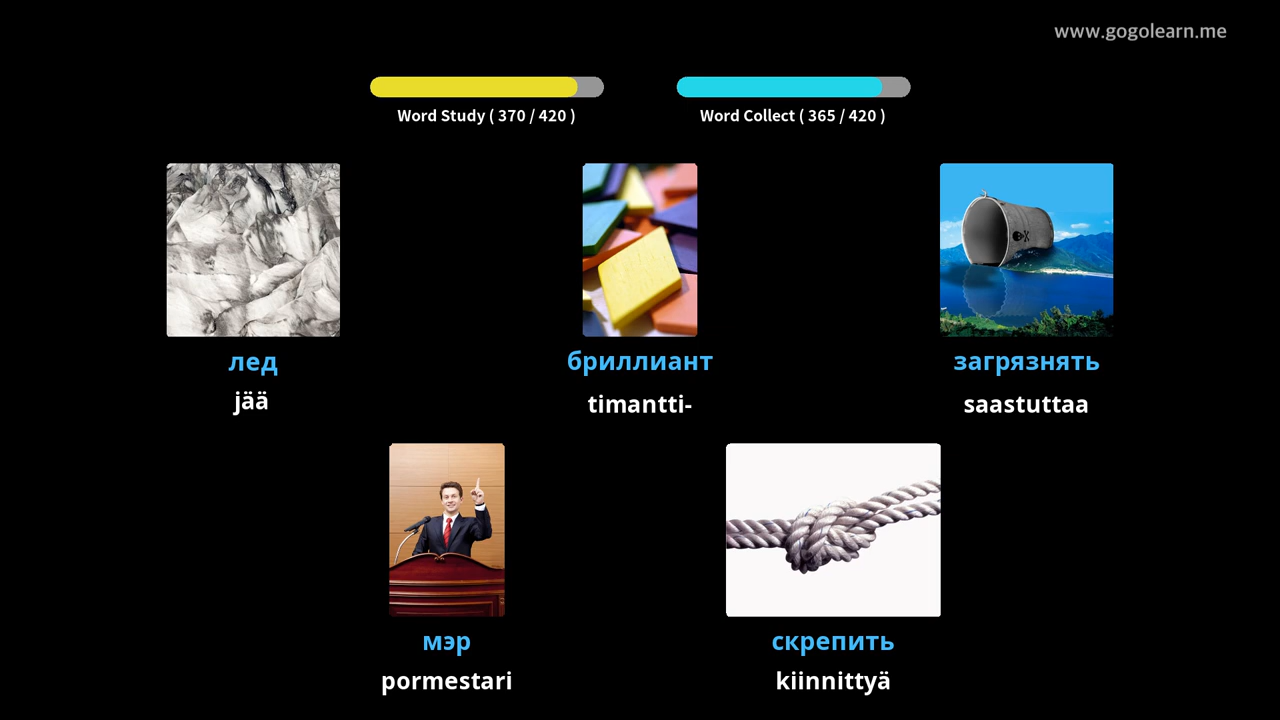 www.gogolearn.me
Word Study ( 370 / 420 )
Word Collect ( 365 / 420 )
лед
jää
бриллиант
timantti-
загрязнять
saastuttaa
мэр
pormestari
скрепить
kiinnittyä